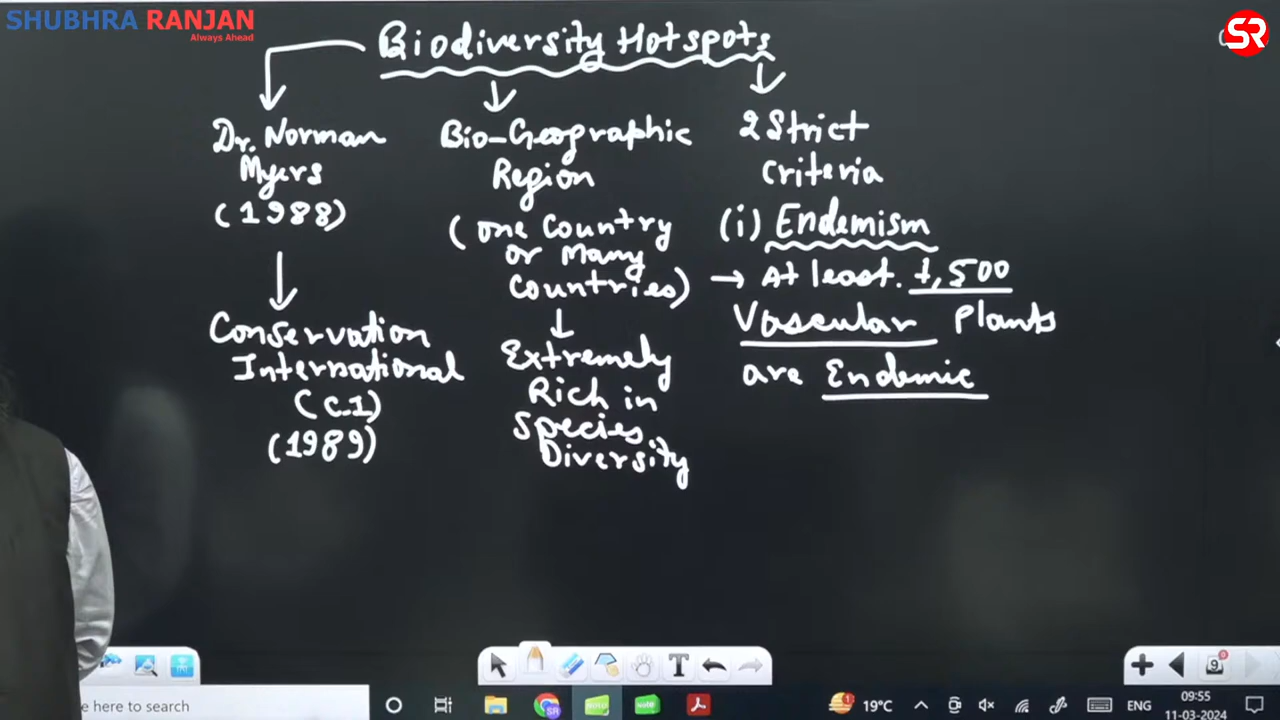 SHUBHRA RANJAN
Always Ahead
SR
Biodiversity Hotspots
Dr. Norman
Myers
(1988)
Conservation
International
(C.I)
(1989)
Bio-Geographic
Region
(one Country
or Many
Countries)
Extremely
Rich in
Species
Diversity
2 Strict
Criteria
(i) Endemism
→ At least 1,500
Vascular Plants
are Endemic
e here to search
19°C
ENG
09:55
11-03-2024